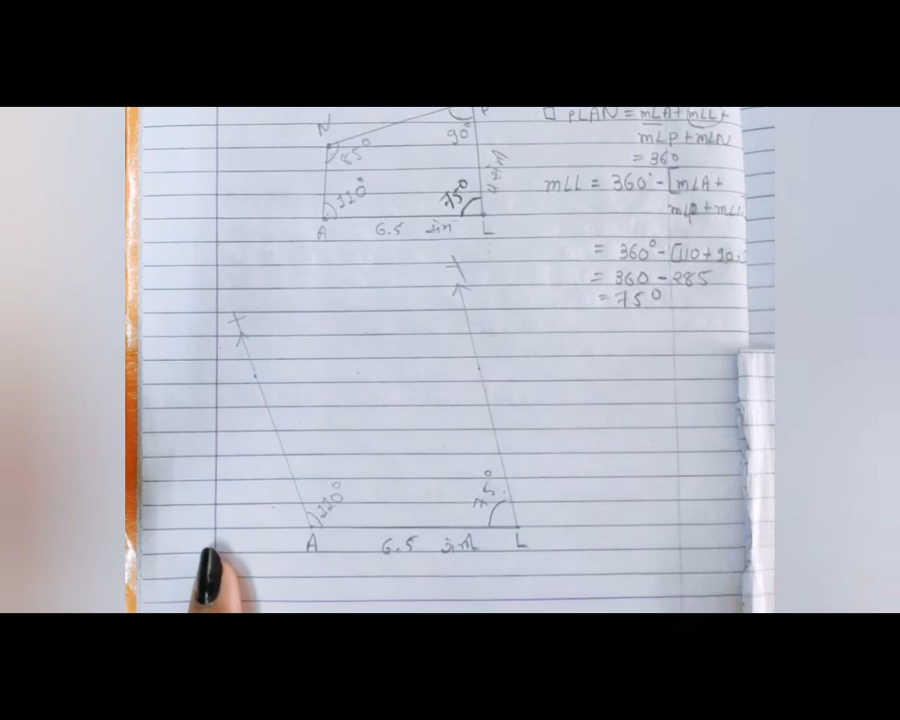 N
P
85°
90°
110°
75°
4 सेमी
A
6.5 सेमी
L
□ PLAN = m∠A + m∠L +
m∠P + m∠N
= 360
m∠L = 360° - [m∠A +
m∠P + m∠N
= 360° - [110 + 90 +
= 360 - 285
= 75°
110°
75°
A
6.5 सेमी
L